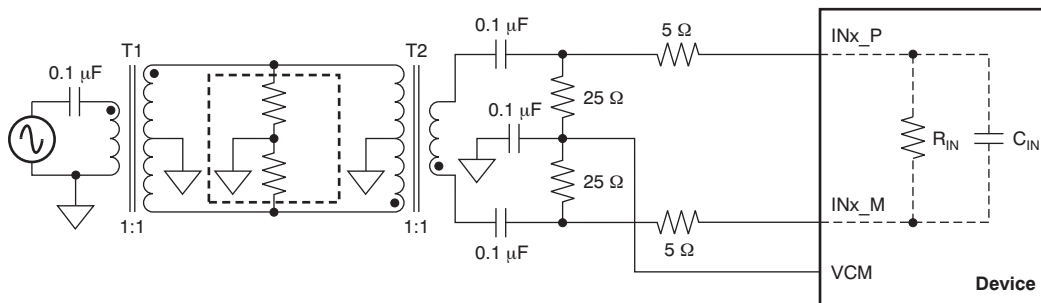 0.1 μF
T1
1:1
T2
1:1
0.1 μF
0.1 μF
0.1 μF
25 Ω
25 Ω
5 Ω
5 Ω
INx_P
R_IN
C_IN
INx_M
VCM
Device